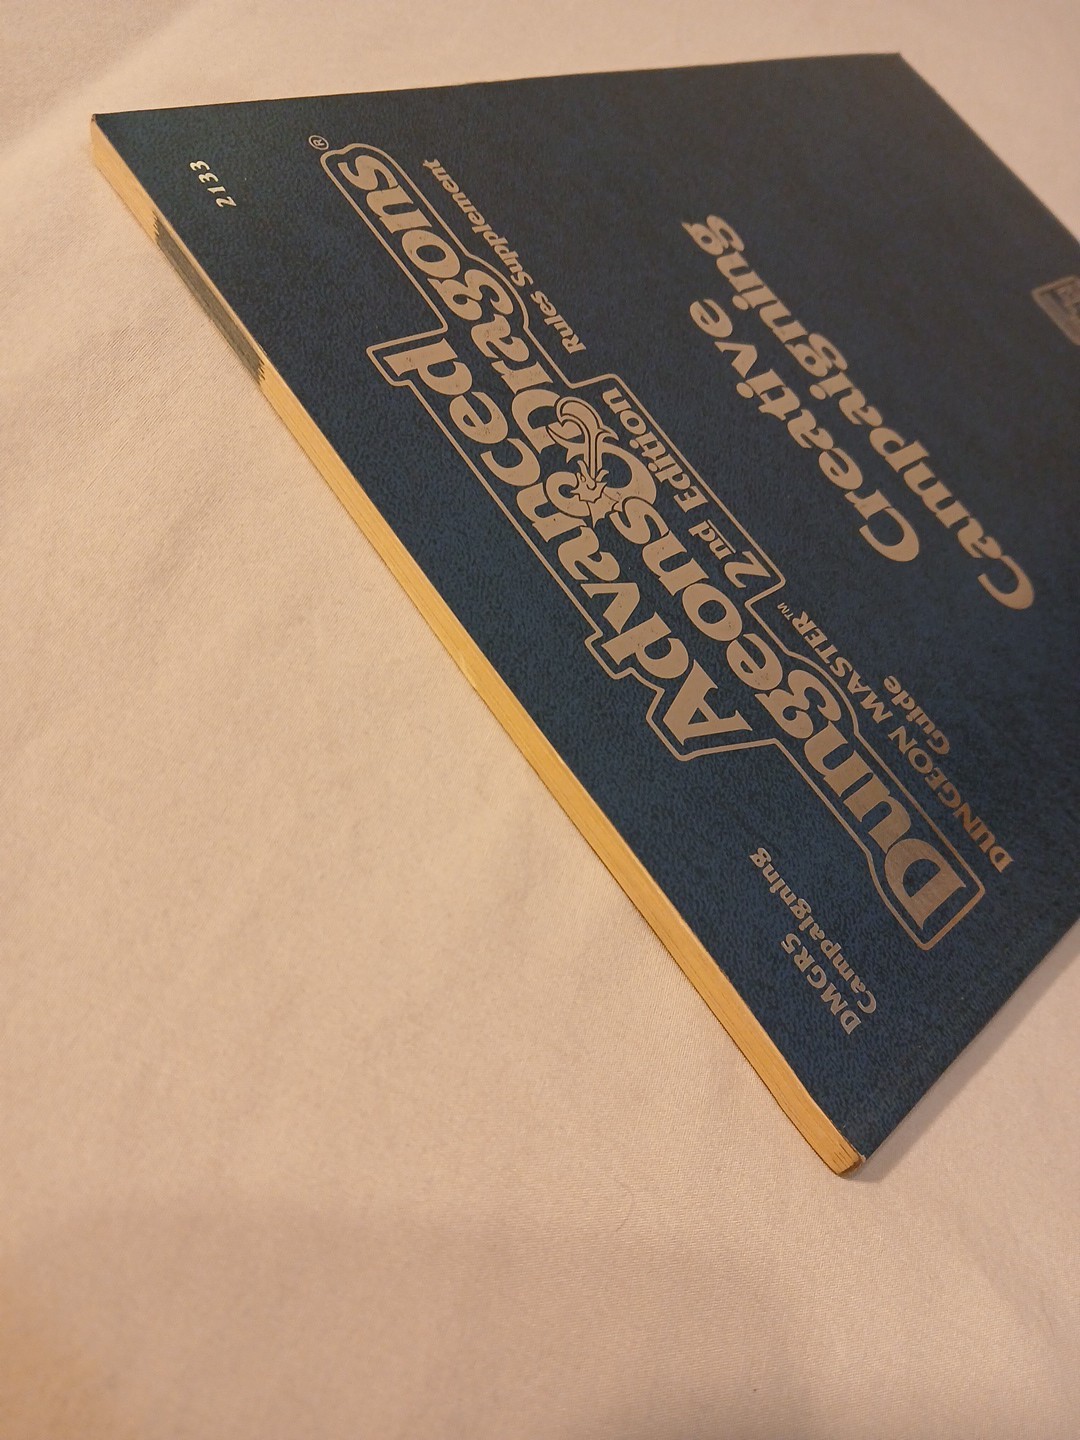 DMGR5
Campaigning
2133
Advanced
Dungeons & Dragons®
2nd Edition
Rules Supplement
DUNGEON MASTER™
Guide
Creative
Campaigning